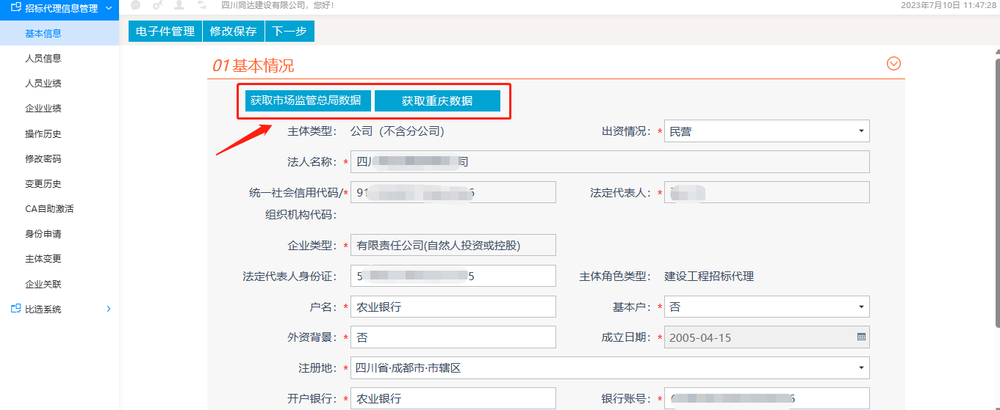 招标代理信息管理
四川同达建设有限公司，您好！
2023年7月10日 11:47:28
基本信息
人员信息
人员业绩
企业业绩
操作历史
修改密码
变更历史
CA自助激活
身份申请
主体变更
企业关联
比选系统
电子件管理 修改保存 下一步
01基本情况
获取市场监管总局数据 获取重庆数据
主体类型： 公司（不含分公司） 出资情况：* 民营
法人名称：* 四川 司
统一社会信用代码/* 91 6 法定代表人：*
组织机构代码：
企业类型：* 有限责任公司(自然人投资或控股)
法定代表人身份证： 5 5 主体角色类型： 建设工程招标代理
户名：* 农业银行 基本户：* 否
外资背景：* 否 成立日期：* 2005-04-15
注册地：* 四川省·成都市·市辖区
开户银行：* 农业银行 银行账号：* 6